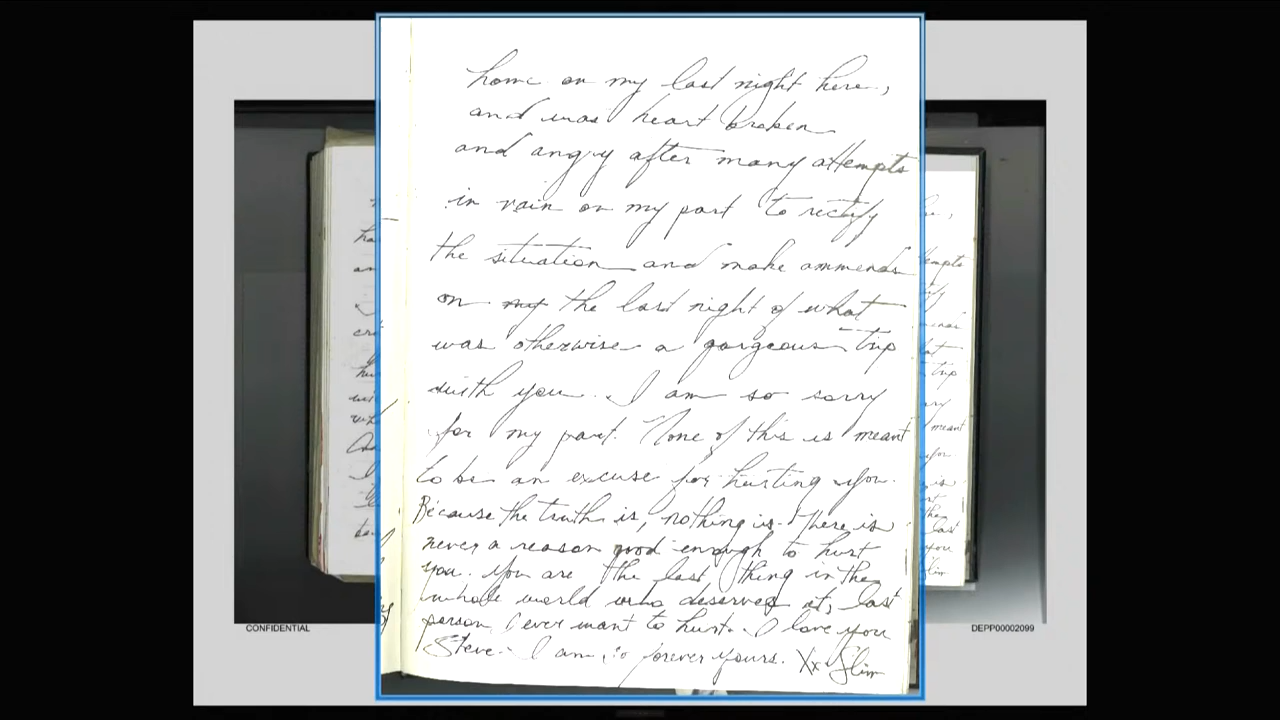 home on my last night here,
and was heart broken
and angry after many attempts
in vain on my part to rectify
the situation and make ammends
on my the last night of what
was otherwise a gorgeous trip
with you. I am so sorry
for my part. None of this is meant
to be an excuse for hurting you.
Because the truth is, nothing is. There is
never a reason good enough to hurt
you. You are the last thing in the
whole world who deserves it, last
person I ever want to hurt. I love you
Steve. I am, so forever yours. Xx Slim
CONFIDENTIAL
DEPP00002099